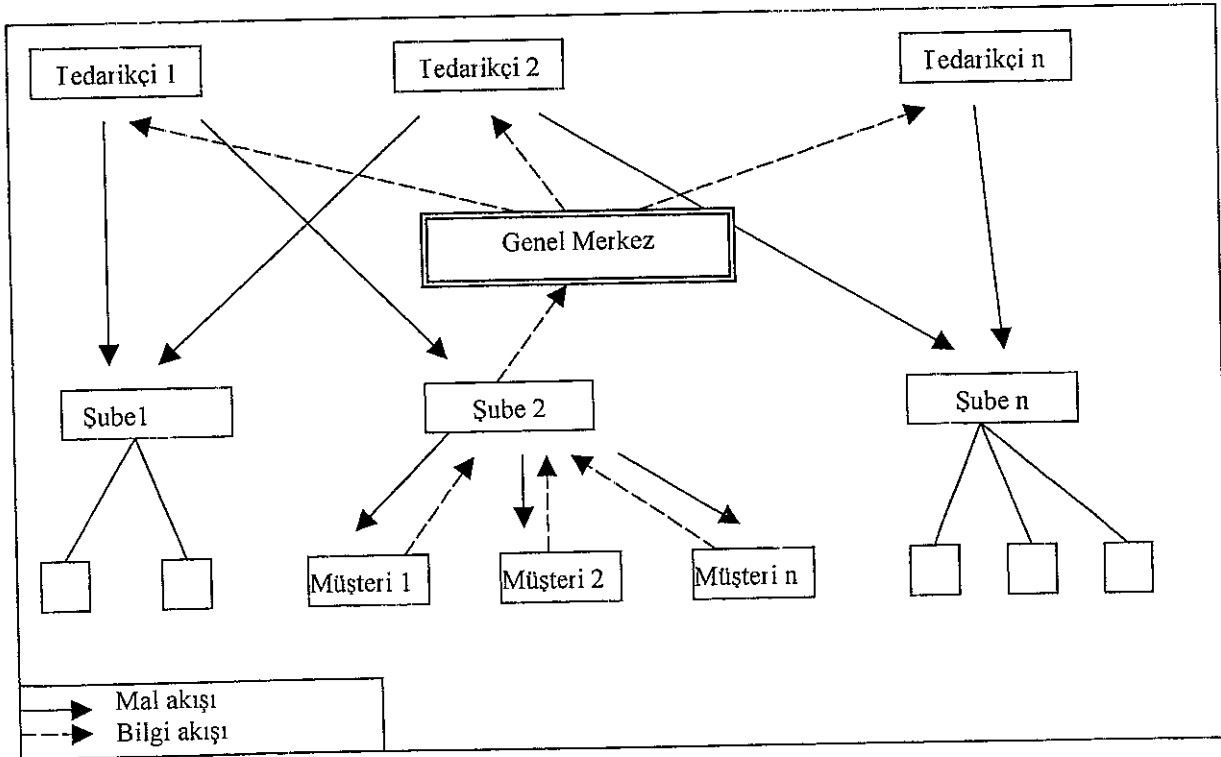 Tedarikçi 1
Tedarikçi 2
Tedarikçi n
Genel Merkez
Şube1
Şube 2
Şube n
Müşteri 1
Müşteri 2
Müşteri n
Mal akışı
Bilgi akışı